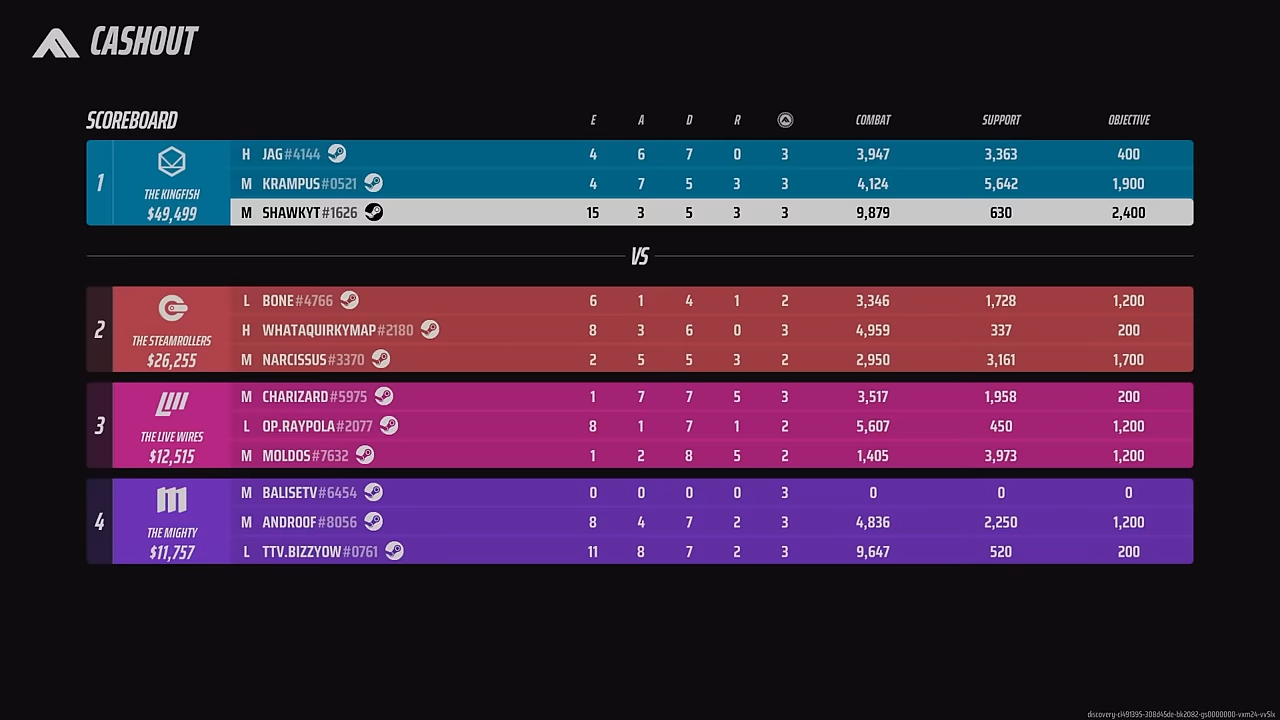 CASHOUT
SCOREBOARD E A D R COMBAT SUPPORT OBJECTIVE
1 THE KINGFISH $49,499
H JAG#4144 4 6 7 0 3 3,947 3,363 400
M KRAMPUS#0521 4 7 5 3 3 4,124 5,642 1,900
M SHAWKYT#1626 15 3 5 3 3 9,879 630 2,400
VS
2 THE STEAMROLLERS $26,255
L BONE#4766 6 1 4 1 2 3,346 1,728 1,200
H WHATAQUIRKYMAP#2180 8 3 6 0 3 4,959 337 200
M NARCISSUS#3370 2 5 5 3 2 2,950 3,161 1,700
3 THE LIVE WIRES $12,515
M CHARIZARD#5975 1 7 7 5 3 3,517 1,958 200
L OP.RAYPOLA#2077 8 1 7 1 2 5,607 450 1,200
M MOLDOS#7632 1 2 8 5 2 1,405 3,973 1,200
4 THE MIGHTY $11,757
M BALISETV#6454 0 0 0 0 3 0 0 0
M ANDROOF#8056 8 4 7 2 3 4,836 2,250 1,200
L TTV.BIZZYOW#0761 11 8 7 2 3 9,647 520 200